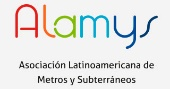 Alamys
Asociación Latinoamericana de
Metros y Subterráneos